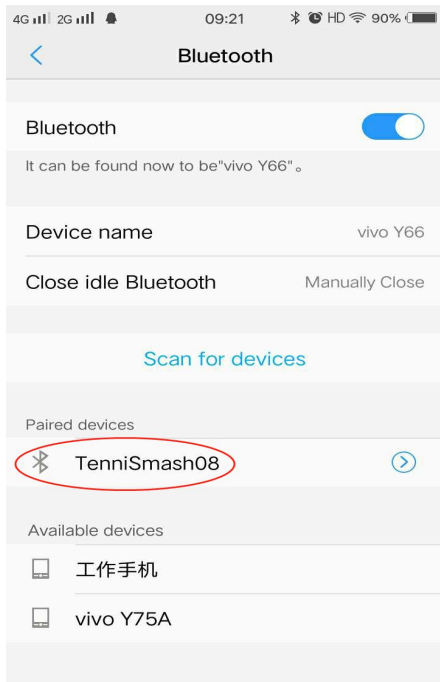 4G 2G 09:21 HD 90%
Bluetooth
Bluetooth
It can be found now to be"vivo Y66"。
Device name vivo Y66
Close idle Bluetooth Manually Close
Scan for devices
Paired devices
TenniSmash08
Available devices
工作手机
vivo Y75A